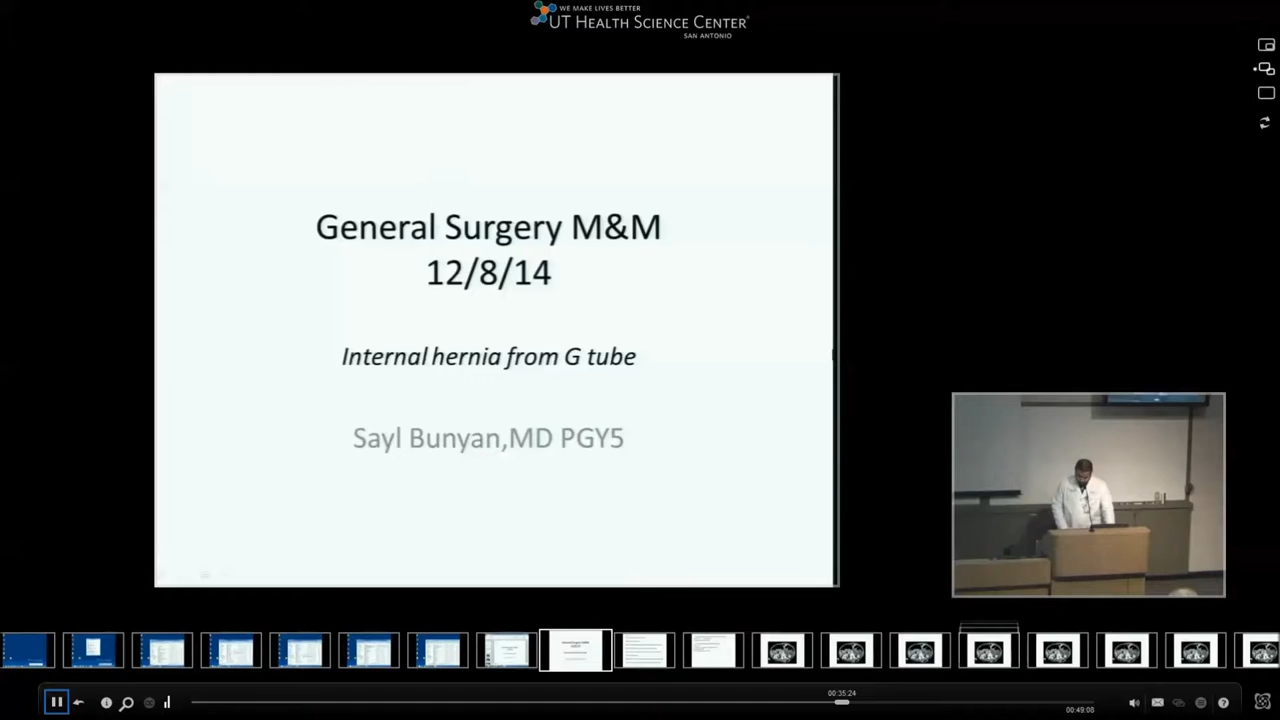 WE MAKE LIVES BETTER
UT HEALTH SCIENCE CENTER®
SAN ANTONIO
General Surgery M&M
12/8/14
Internal hernia from G tube
Sayl Bunyan,MD PGY5
00:35:24
00:49:08